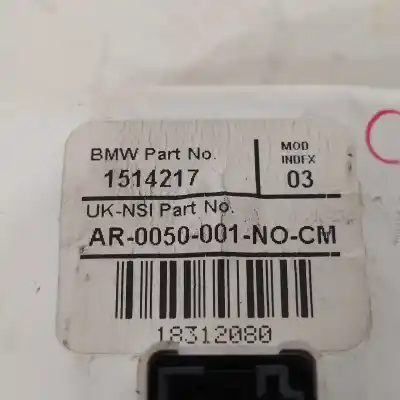 BMW Part No.
MOD
INDEX
1514217
03
UK-NSI Part No.
AR-0050-001-NO-CM
18312080